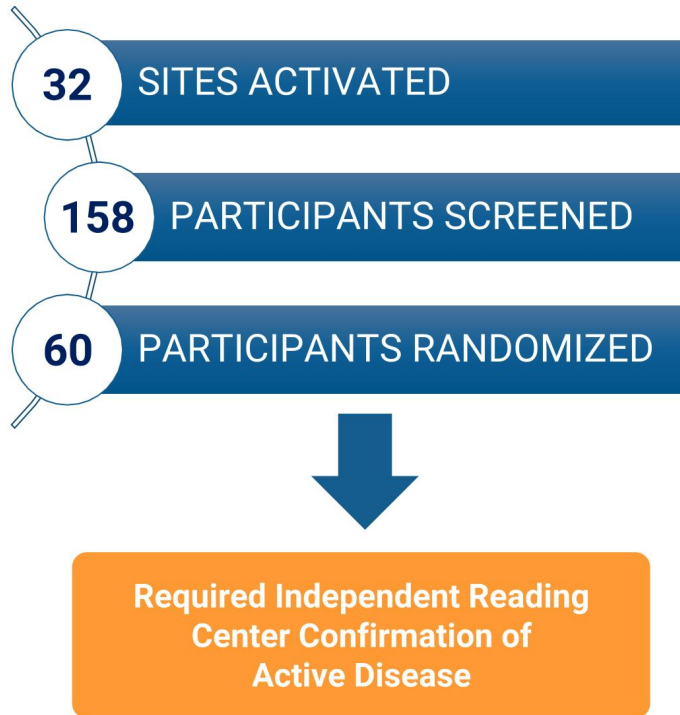 32 SITES ACTIVATED
158 PARTICIPANTS SCREENED
60 PARTICIPANTS RANDOMIZED
Required Independent Reading
Center Confirmation of
Active Disease